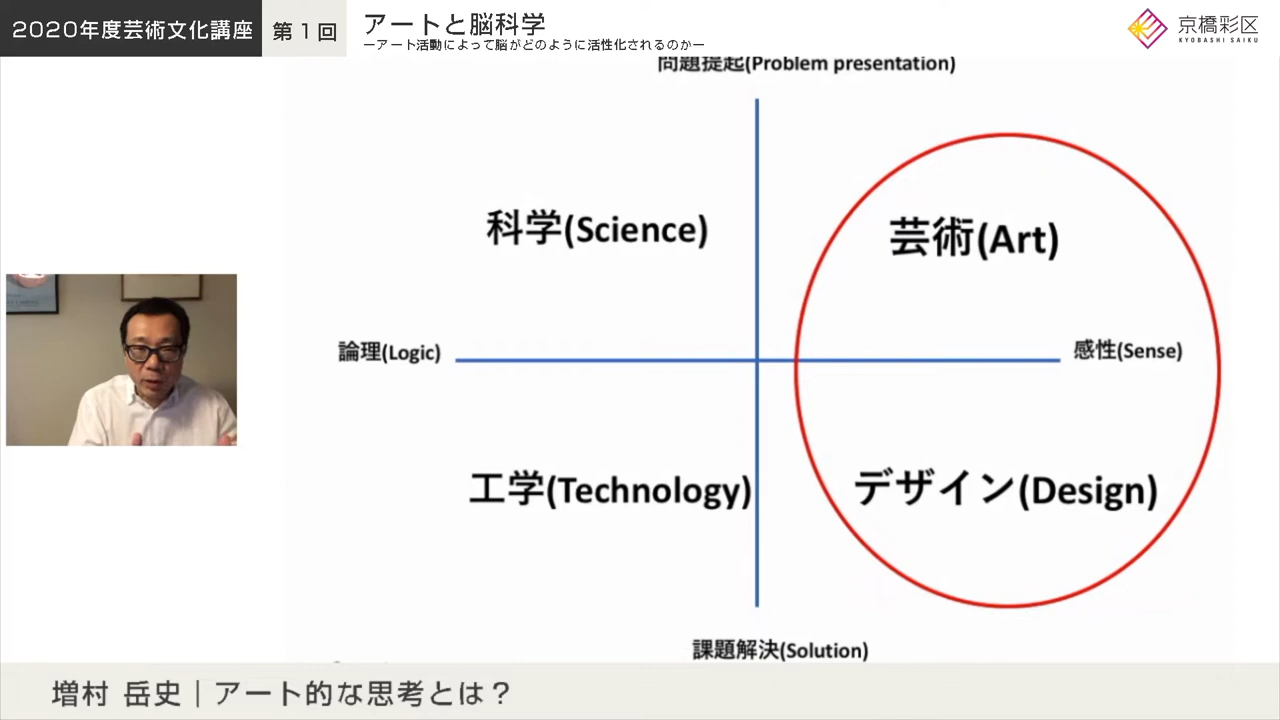 2020年度芸術文化講座
第1回
アートと脳科学
ーアート活動によって脳がどのように活性化されるのかー
京橋彩区
KYOBASHI SAIKU
問題提起(Problem presentation)
科学(Science)
芸術(Art)
論理(Logic)
感性(Sense)
工学(Technology)
デザイン(Design)
課題解決(Solution)
増村 岳史|アート的な思考とは?